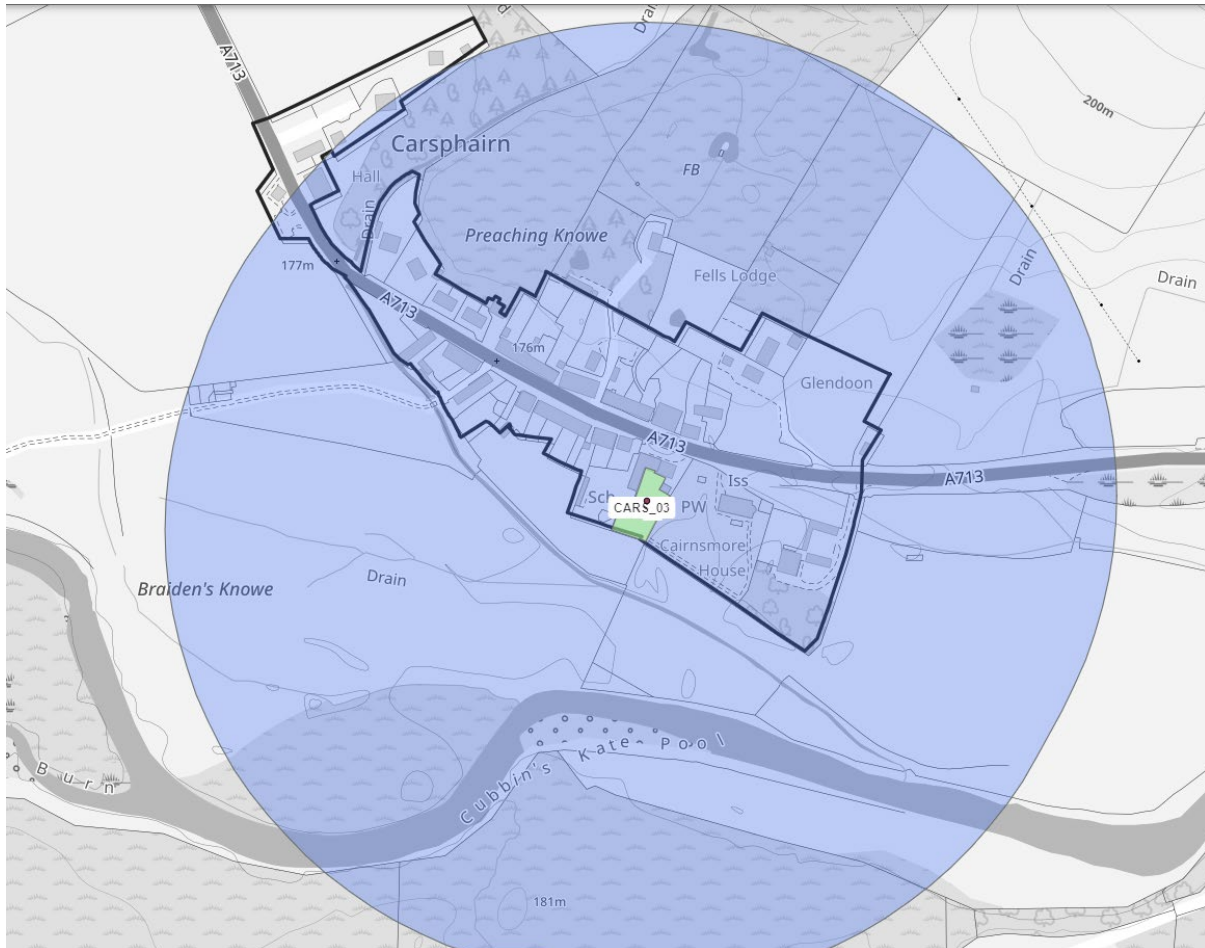 Drain
A713
200m
Carsphairn
Hall
FB
Drain
Preaching Knowe
177m
Fells Lodge
Drain
Drain
A713
176m
Glendoon
A713
A713
Iss
Sch
CARS_03
PW
Cairnsmore
House
Drain
Braiden's Knowe
Cubbin's Kate Pool
Burn
181m